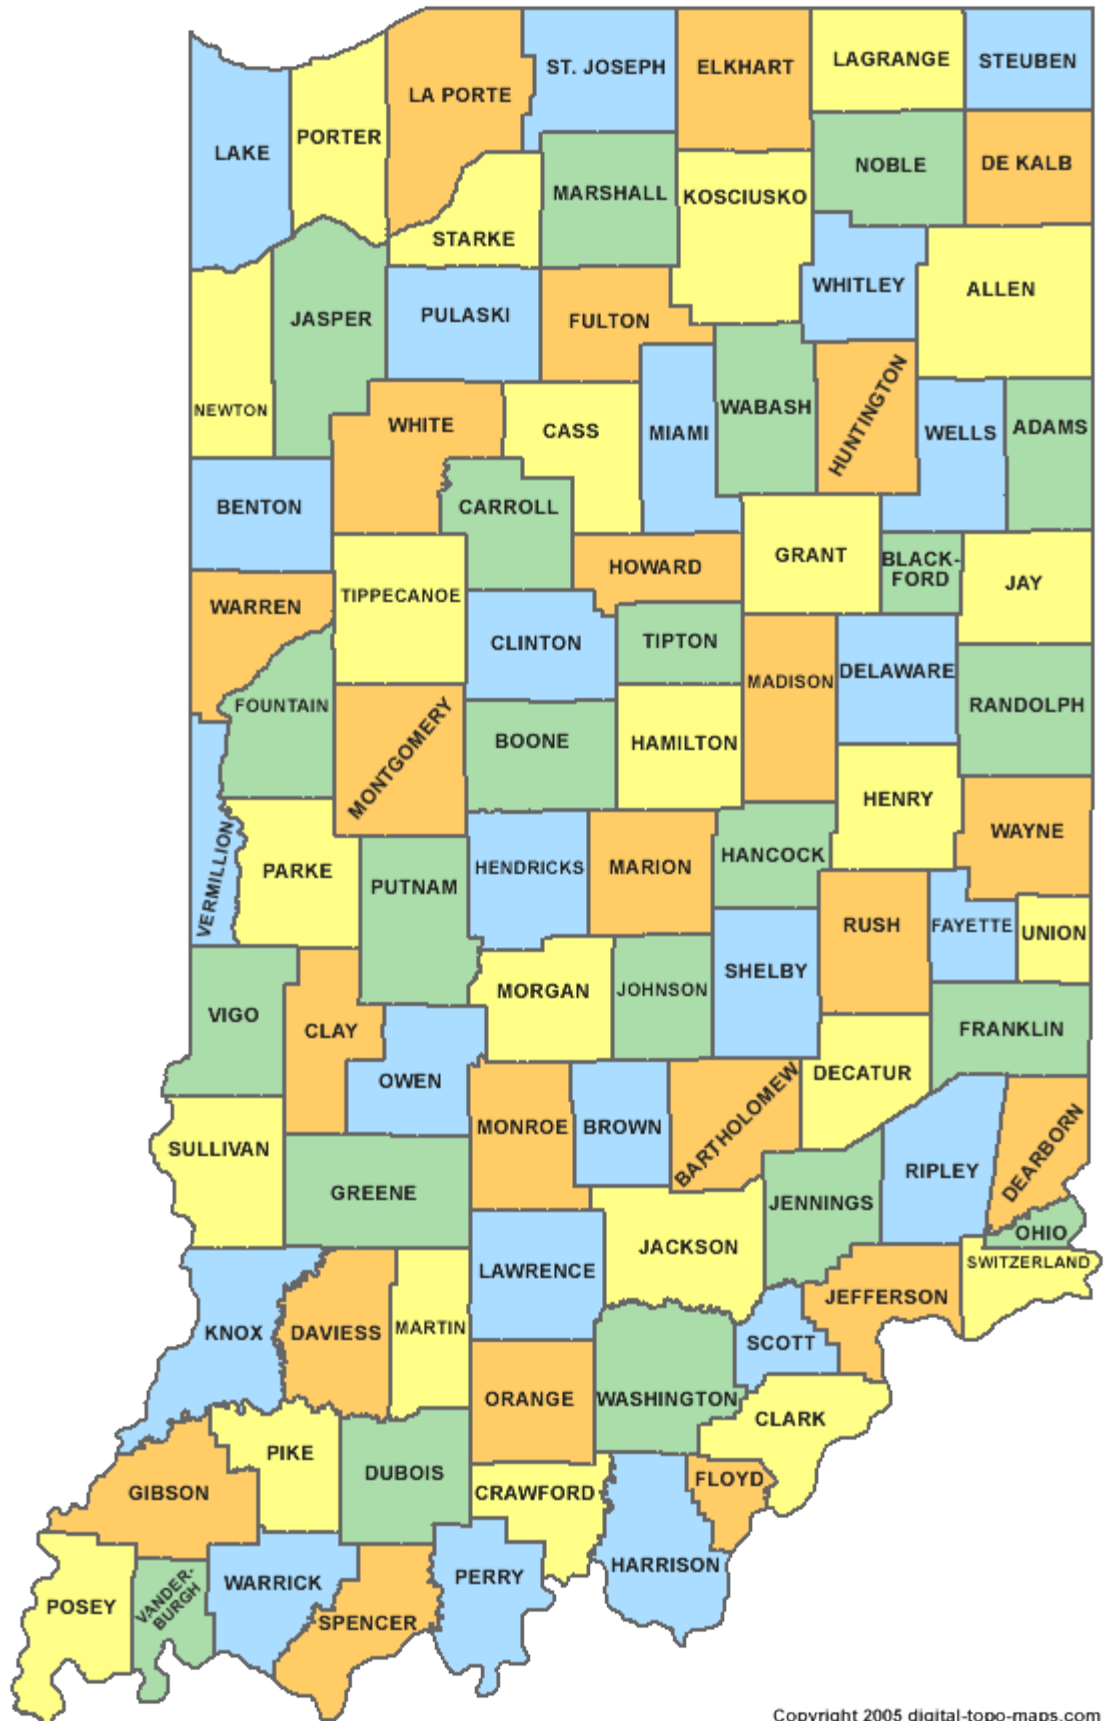 LAGRANGE
STEUBEN
ST. JOSEPH
ELKHART
LA PORTE
PORTER
LAKE
NOBLE
DE KALB
MARSHALL
KOSCIUSKO
STARKE
WHITLEY
ALLEN
JASPER
PULASKI
FULTON
NEWTON
WHITE
CASS
MIAMI
WABASH
HUNTINGTON
WELLS
ADAMS
BENTON
CARROLL
HOWARD
GRANT
BLACK-
FORD
JAY
WARREN
TIPPECANOE
CLINTON
TIPTON
MADISON
DELAWARE
RANDOLPH
FOUNTAIN
MONTGOMERY
BOONE
HAMILTON
HENRY
WAYNE
VERMILLION
PARKE
PUTNAM
HENDRICKS
MARION
HANCOCK
RUSH
FAYETTE
UNION
VIGO
CLAY
MORGAN
JOHNSON
SHELBY
FRANKLIN
OWEN
DECATUR
SULLIVAN
MONROE
BROWN
BARTHOLOMEW
RIPLEY
DEARBORN
GREENE
JENNINGS
OHIO
LAWRENCE
JACKSON
SWITZERLAND
KNOX
DAVIESS
MARTIN
JEFFERSON
SCOTT
ORANGE
WASHINGTON
CLARK
PIKE
DUBOIS
GIBSON
CRAWFORD
FLOYD
HARRISON
POSEY
VANDER-
BURGH
WARRICK
PERRY
SPENCER
Copyright 2005 digital-topo-maps.com